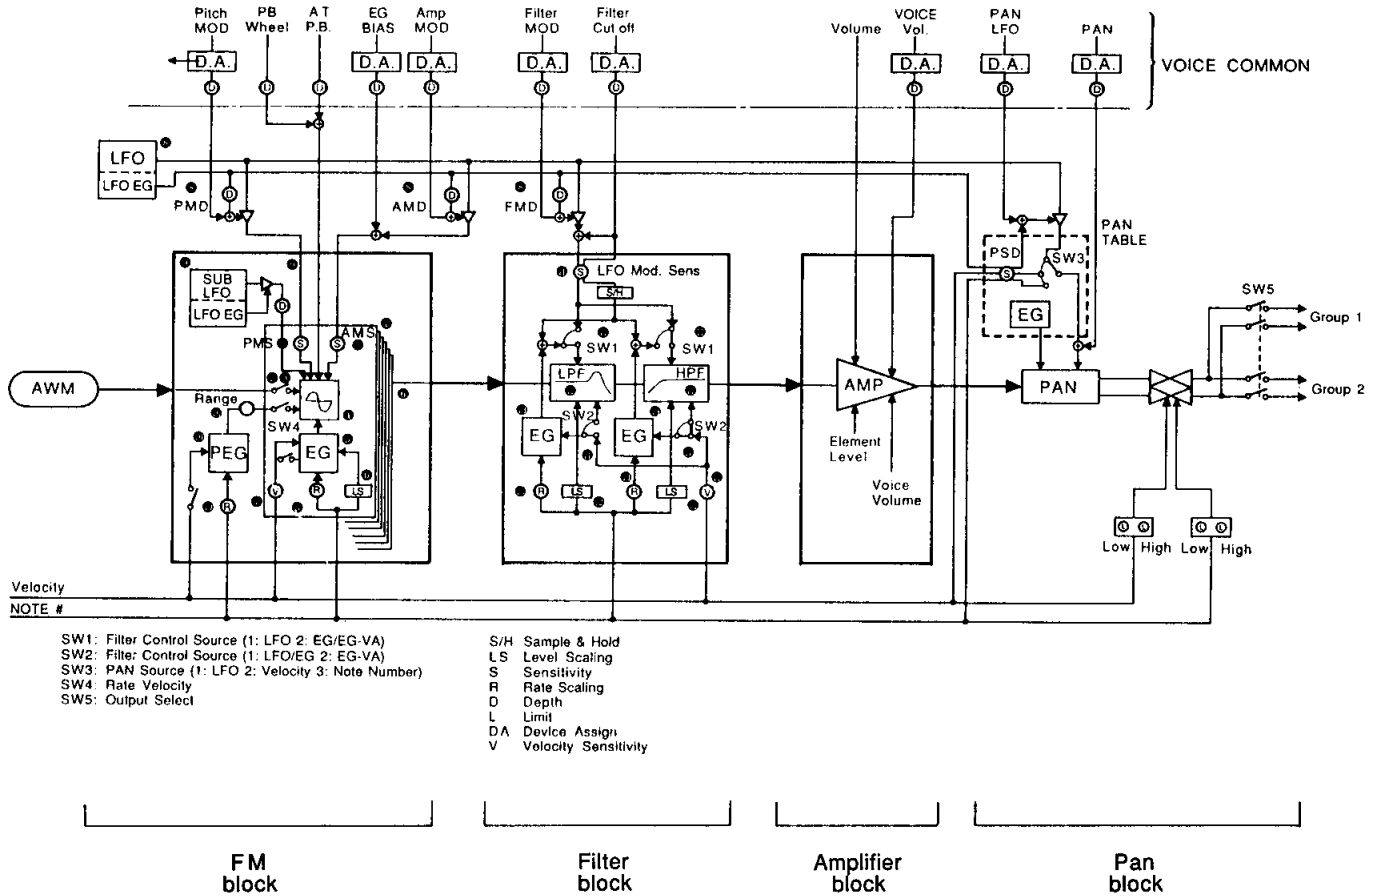 Pitch MOD
PB Wheel
A T P.B.
EG BIAS
Amp MOD
Filter MOD
Filter Cut off
Volume
VOICE Vol.
PAN LFO
PAN
D.A.
D.A.
D.A.
D.A.
D.A.
D.A.
D.A.
D.A.
VOICE COMMON
D
D
D
D
D
D
D
D
D
D
LFO
LFO EG
D
D
D
PMD
AMD
FMD
PAN TABLE
PSD
SW3
S
EG
SUB LFO
LFO EG
D
PMS
S
S
AMS
S
LFO Mod. Sens
S/H
SW1
SW1
LPF
HPF
SW2
SW2
EG
EG
R
LS
R
LS
V
AWM
Range
SW4
PEG
EG
R
V
R
LS
AMP
Element Level
Voice Volume
PAN
SW5
Group 1
Group 2
L L
L L
Low High Low High
Velocity
NOTE #
SW1: Filter Control Source (1: LFO 2: EG/EG-VA)
SW2: Filter Control Source (1: LFO/EG 2: EG-VA)
SW3: PAN Source (1: LFO 2: Velocity 3: Note Number)
SW4: Rate Velocity
SW5: Output Select
S/H Sample & Hold
LS Level Scaling
S Sensitivity
R Rate Scaling
D Depth
L Limit
DA Device Assign
V Velocity Sensitivity
FM block
Filter block
Amplifier block
Pan block